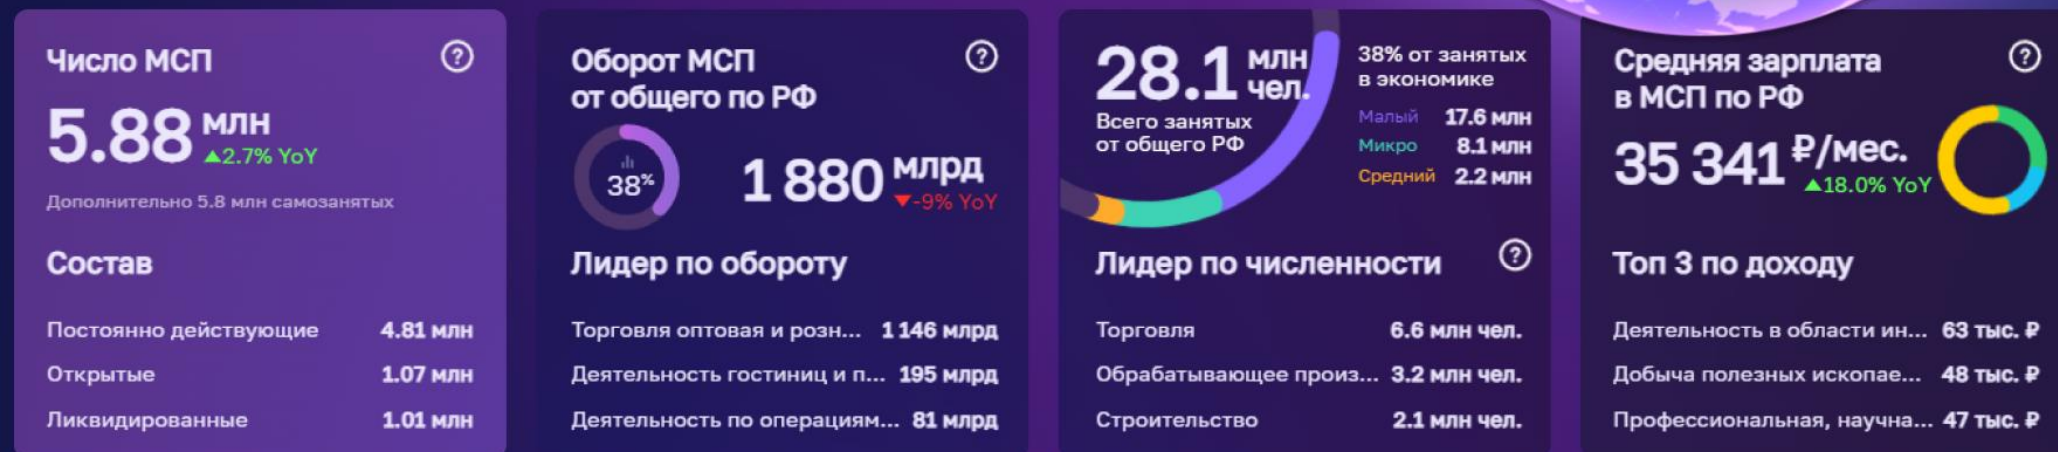 Число МСП
?
5.88 млн
▲2.7% YoY
Дополнительно 5.8 млн самозанятых
Состав
Постоянно действующие 4.81 млн
Открытые 1.07 млн
Ликвидированные 1.01 млн
Оборот МСП
от общего по РФ
?
38%
1 880 млрд
▼-9% YoY
Лидер по обороту
Торговля оптовая и розн... 1 146 млрд
Деятельность гостиниц и п... 195 млрд
Деятельность по операциям... 81 млрд
28.1 млн
чел.
Всего занятых
от общего РФ
38% от занятых
в экономике
Малый 17.6 млн
Микро 8.1 млн
Средний 2.2 млн
Лидер по численности
?
Торговля 6.6 млн чел.
Обрабатывающее произ... 3.2 млн чел.
Строительство 2.1 млн чел.
Средняя зарплата
в МСП по РФ
?
35 341 ₽/мес.
▲18.0% YoY
Топ 3 по доходу
Деятельность в области ин... 63 тыс. ₽
Добыча полезных ископае... 48 тыс. ₽
Профессиональная, научна... 47 тыс. ₽